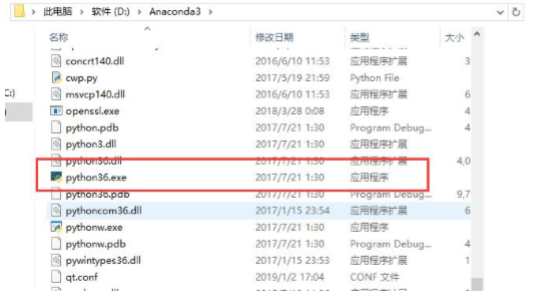 此电脑 > 软件 (D:) > Anaconda3 >
名称 修改日期 类型 大小
concrt140.dll 2016/6/10 11:53 应用程序扩展 3
cwp.py 2017/5/19 21:59 Python File
msvcp140.dll 2016/6/10 11:53 应用程序扩展 6
openssl.exe 2018/3/28 0:08 应用程序 4
python.pdb 2017/7/21 1:30 Program Debug... 4
python3.dll 2017/7/21 1:30 应用程序扩展
python36.dll 2017/7/21 1:30 应用程序扩展 4,0
python36.exe 2017/7/21 1:30 应用程序
python36.pdb 2017/7/21 1:30 Program Debug... 9,7
pythoncom36.dll 2017/1/15 23:54 应用程序扩展 6
pythonw.exe 2017/7/21 1:30 应用程序
pythonw.pdb 2017/7/21 1:30 Program Debug... 4
pywintypes36.dll 2017/1/15 23:53 应用程序扩展 1
qt.conf 2019/1/2 17:04 CONF 文件
C:)